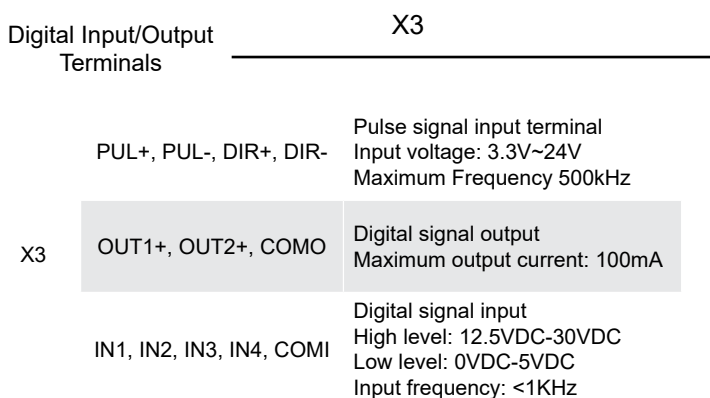 Digital Input/Output
Terminals
X3
PUL+, PUL-, DIR+, DIR-
Pulse signal input terminal
Input voltage: 3.3V~24V
Maximum Frequency 500kHz
X3
OUT1+, OUT2+, COMO
Digital signal output
Maximum output current: 100mA
IN1, IN2, IN3, IN4, COMI
Digital signal input
High level: 12.5VDC-30VDC
Low level: 0VDC-5VDC
Input frequency: <1KHz